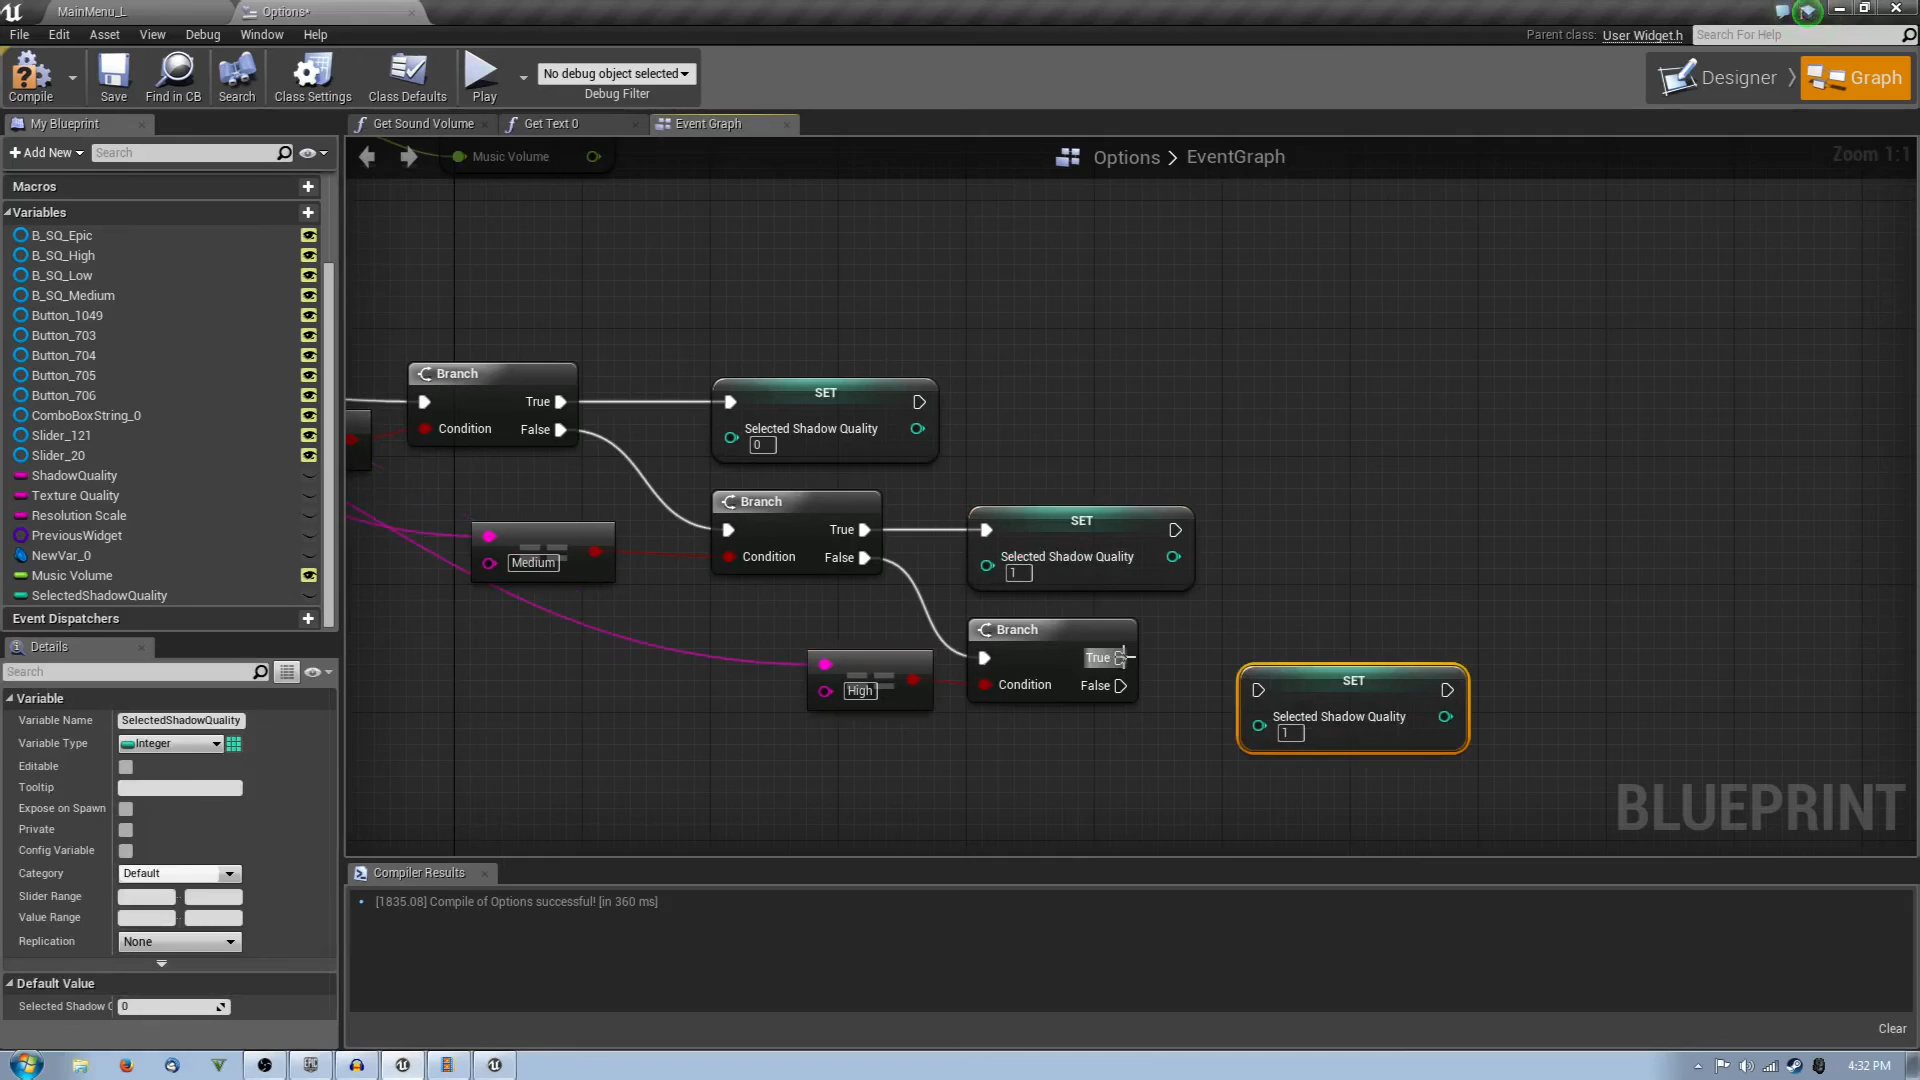 MainMenu_L
Options*
File Edit Asset View Debug Window Help
Parent class: User Widget.h
Search For Help
Compile
Save
Find in CB
Search
Class Settings
Class Defaults
Play
No debug object selected
Debug Filter
Designer
Graph
My Blueprint
Get Sound Volume
Get Text 0
Event Graph
Add New
Search
Music Volume
Options > EventGraph
Zoom 1:1
Macros
Variables
B_SQ_Epic
B_SQ_High
B_SQ_Low
B_SQ_Medium
Button_1049
Button_703
Button_704
Button_705
Button_706
ComboBoxString_0
Slider_121
Slider_20
ShadowQuality
Texture Quality
Resolution Scale
PreviousWidget
NewVar_0
Music Volume
SelectedShadowQuality
Event Dispatchers
Branch
True
Condition
False
SET
Selected Shadow Quality
0
Branch
True
Condition
False
Medium
SET
Selected Shadow Quality
1
Branch
True
Condition
False
High
SET
Selected Shadow Quality
1
BLUEPRINT
Details
Search
Variable
Variable Name SelectedShadowQuality
Variable Type Integer
Editable
Tooltip
Expose on Spawn
Private
Config Variable
Category Default
Slider Range
Value Range
Replication None
Default Value
Selected Shadow 0
Compiler Results
[1835.08] Compile of Options successful! [in 360 ms]
Clear
4:32 PM